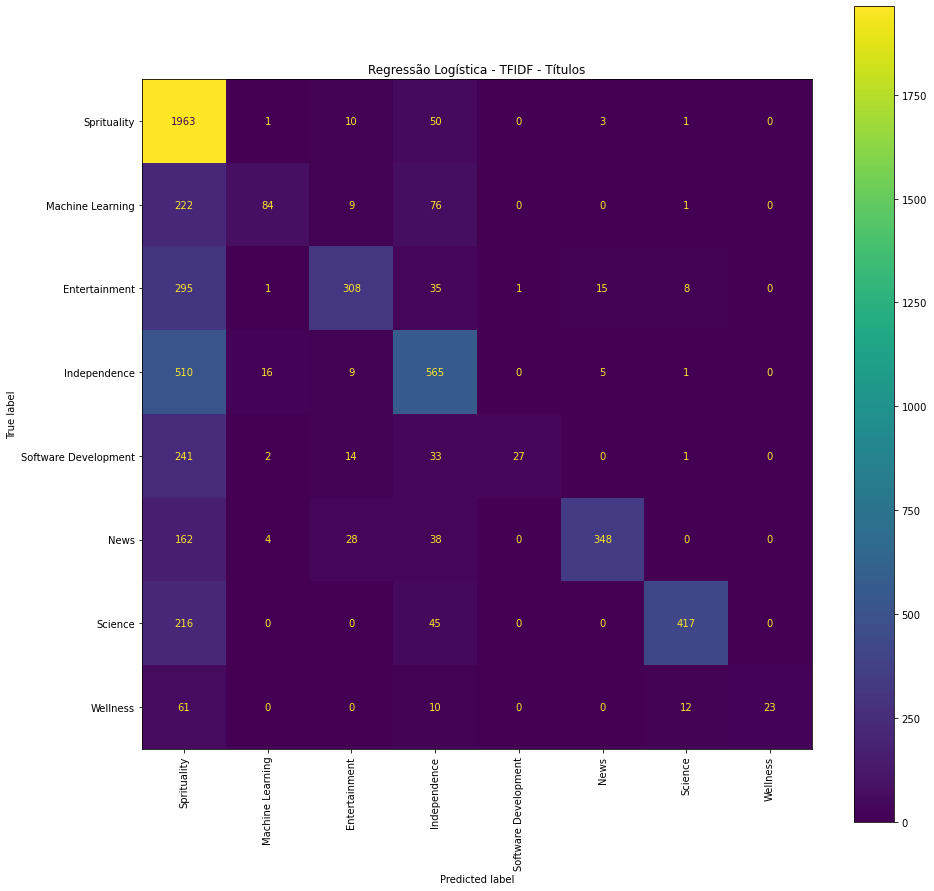 Regressão Logística - TFIDF - Títulos
True label
Sprituality 1963 1 10 50 0 3 1 0
Machine Learning 222 84 9 76 0 0 1 0
Entertainment 295 1 308 35 1 15 8 0
Independence 510 16 9 565 0 5 1 0
Software Development 241 2 14 33 27 0 1 0
News 162 4 28 38 0 348 0 0
Science 216 0 0 45 0 0 417 0
Wellness 61 0 0 10 0 0 12 23
Sprituality
Machine Learning
Entertainment
Independence
Software Development
News
Science
Wellness
Predicted label
1750
1500
1250
1000
750
500
250
0